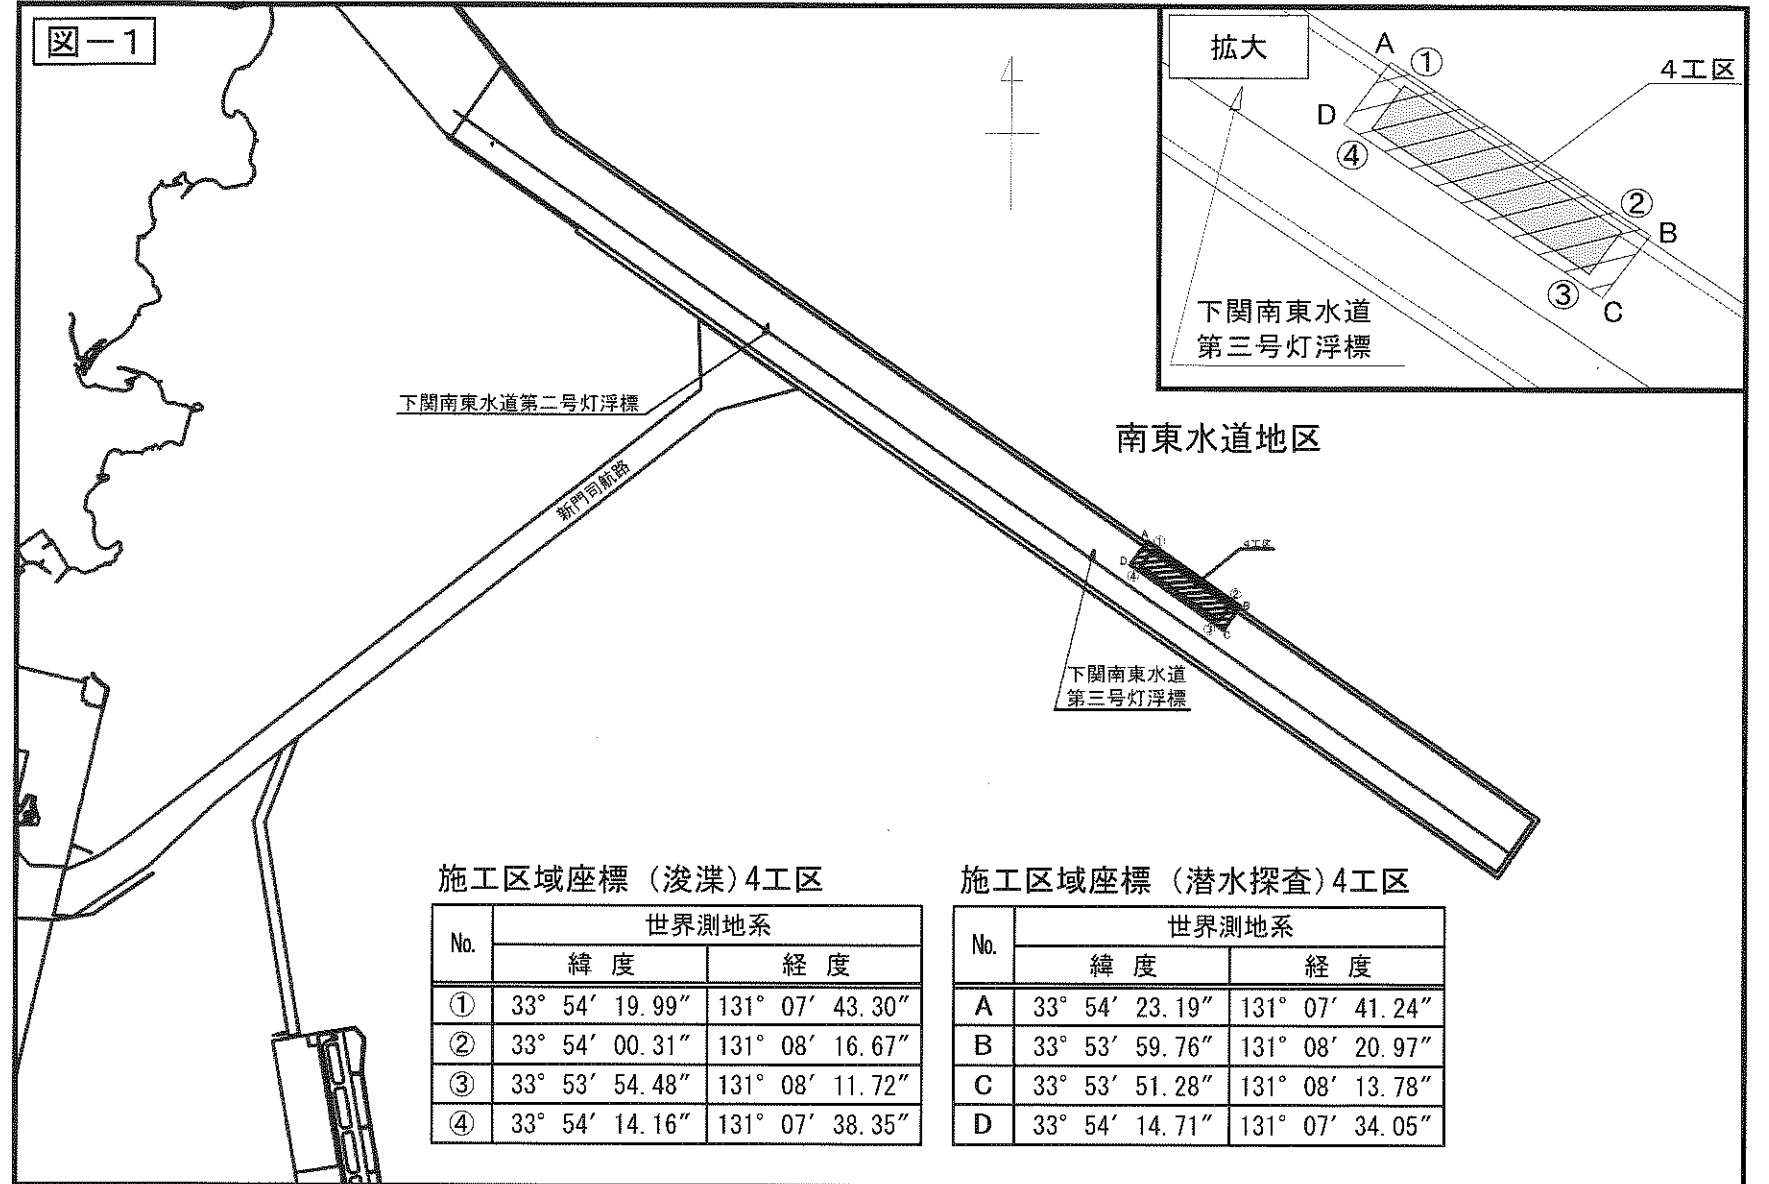 図－1
拡大
A
①
4工区
D
④
②
B
③
C
下関南東水道
第三号灯浮標
下関南東水道第二号灯浮標
南東水道地区
新門司航路
A
①
4工区
D
④
②
B
③
C
下関南東水道
第三号灯浮標
施工区域座標（浚渫）4工区
No. 世界測地系
緯度 経度
① 33° 54′ 19.99″ 131° 07′ 43.30″
② 33° 54′ 00.31″ 131° 08′ 16.67″
③ 33° 53′ 54.48″ 131° 08′ 11.72″
④ 33° 54′ 14.16″ 131° 07′ 38.35″
施工区域座標（潜水探査）4工区
No. 世界測地系
緯度 経度
A 33° 54′ 23.19″ 131° 07′ 41.24″
B 33° 53′ 59.76″ 131° 08′ 20.97″
C 33° 53′ 51.28″ 131° 08′ 13.78″
D 33° 54′ 14.71″ 131° 07′ 34.05″